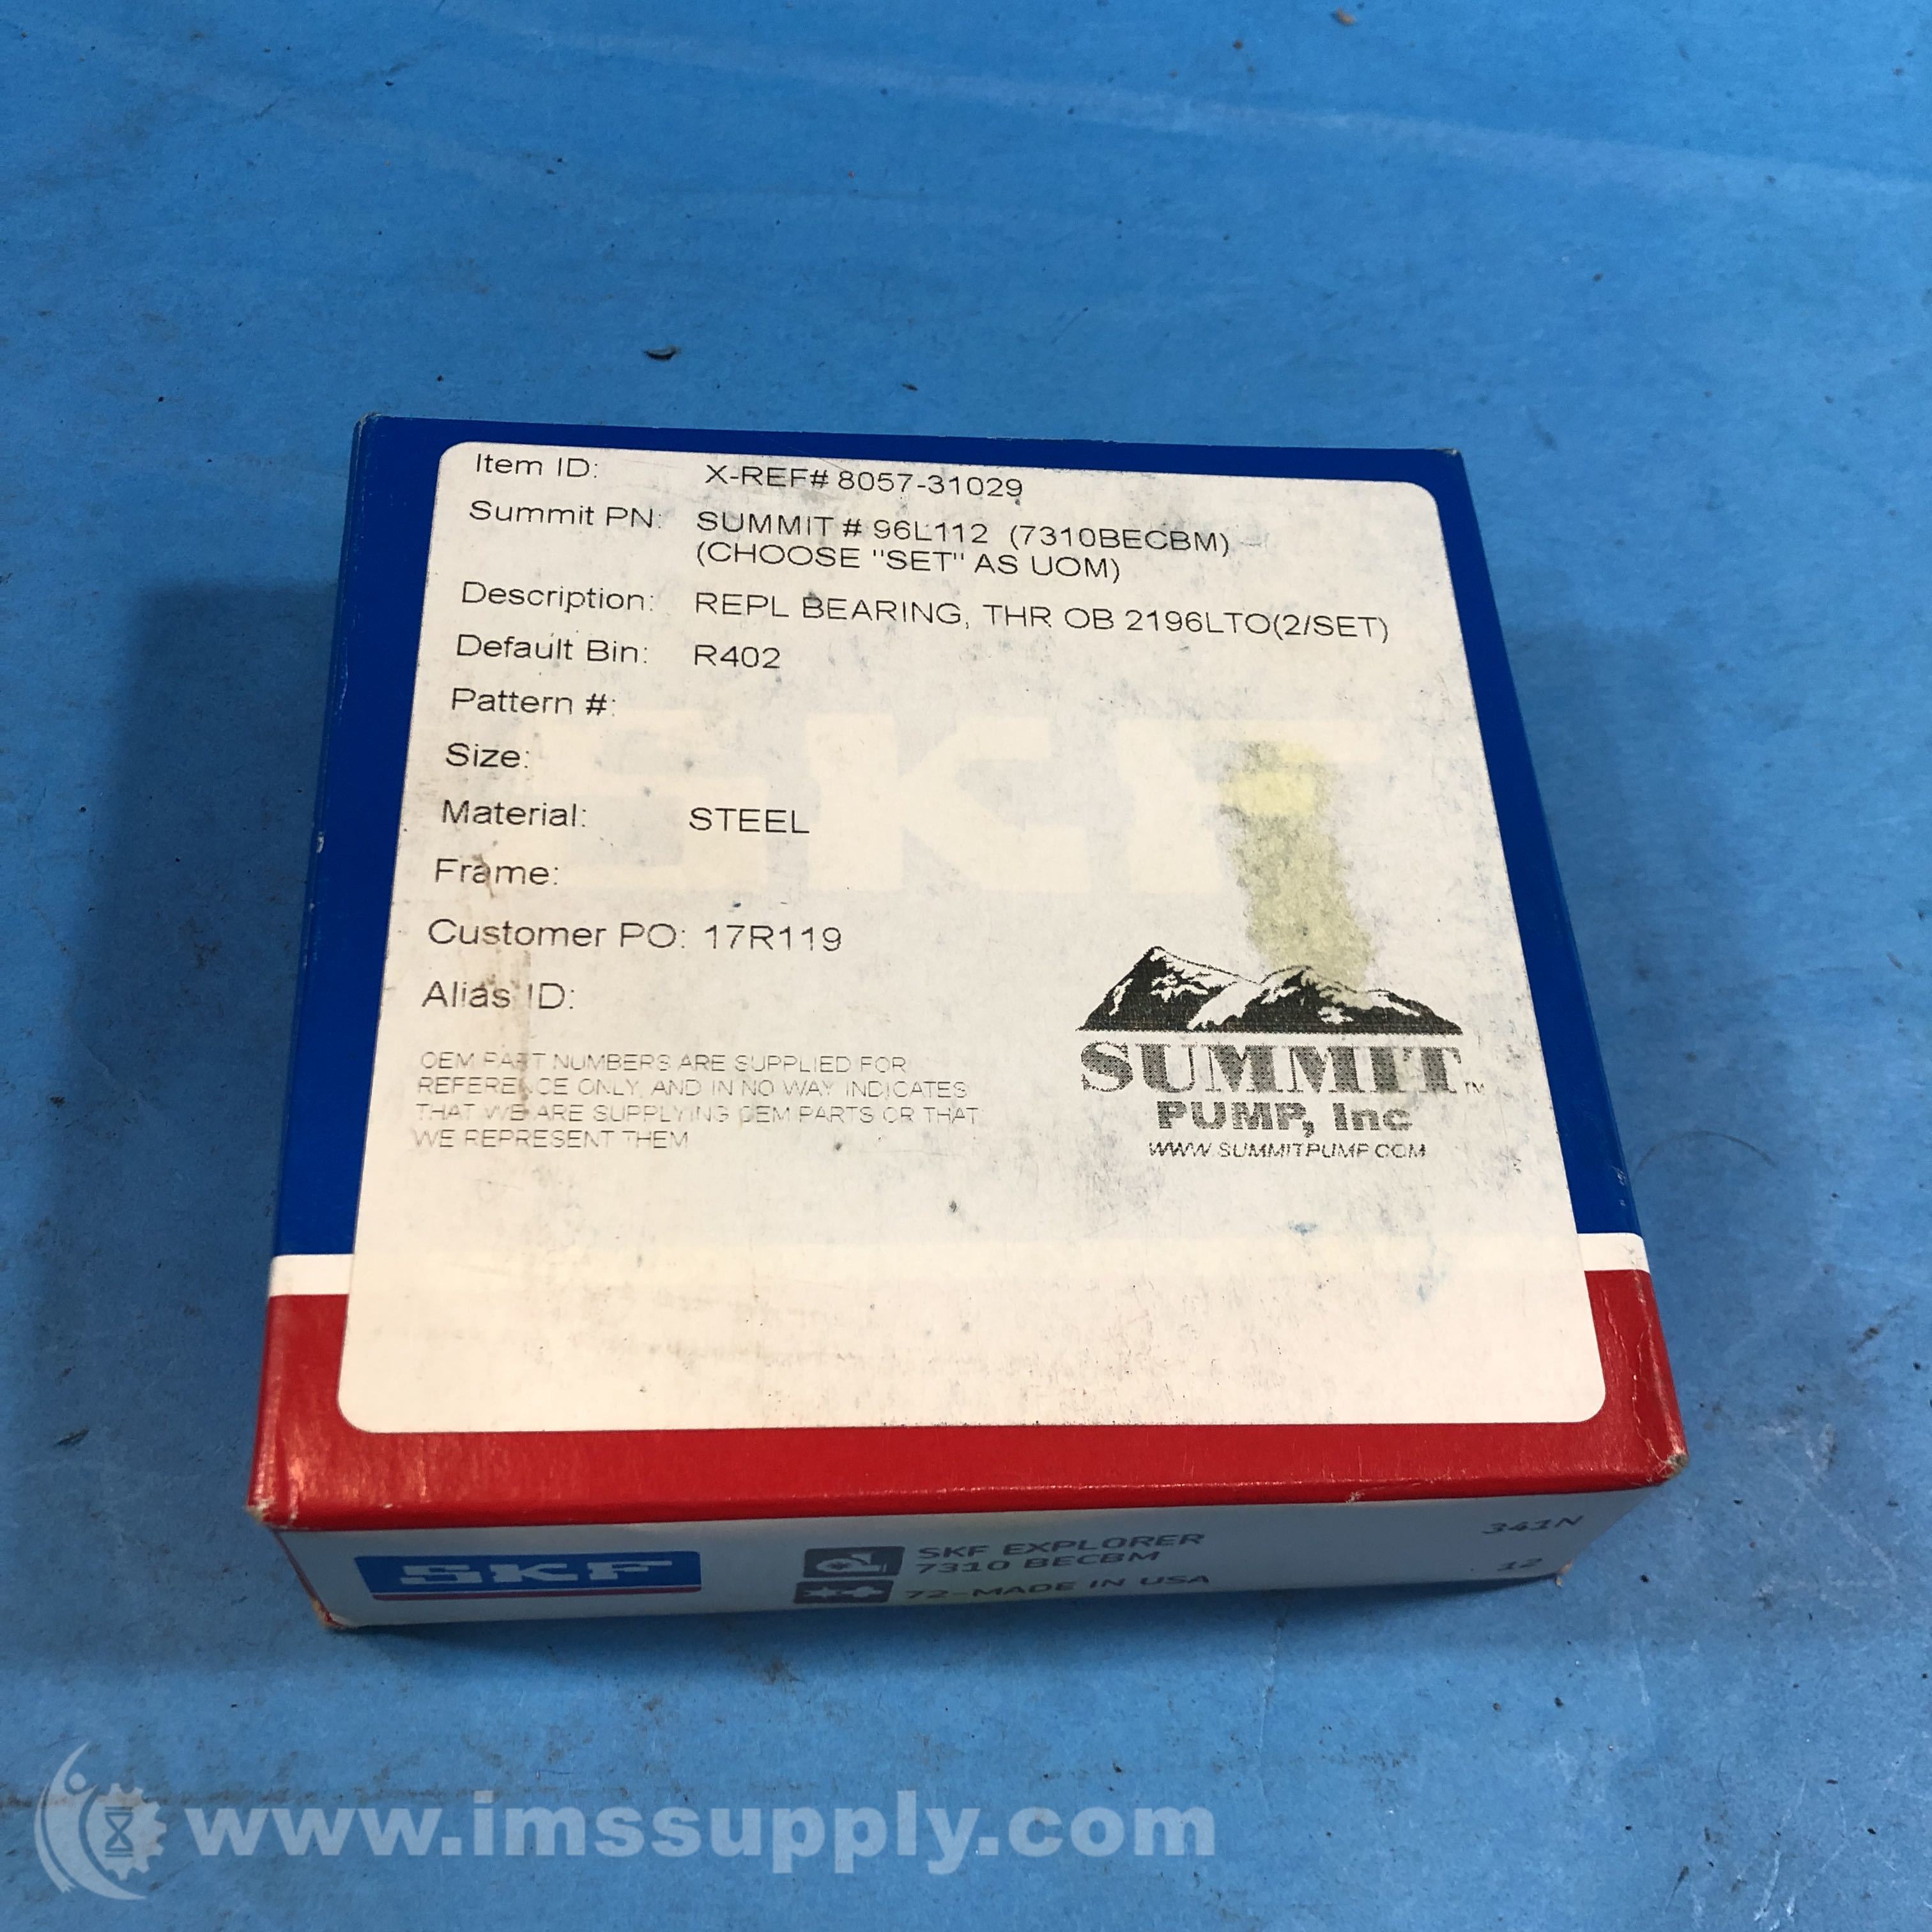 Item ID: X-REF# 8057-31029
Summit PN: SUMMIT # 96L112 (7310BECBM)
(CHOOSE "SET" AS UOM)
Description: REPL BEARING, THR OB 2196LTO(2/SET)
Default Bin: R402
Pattern #:
Size:
Material: STEEL
Frame:
Customer PO: 17R119
Alias ID:
OEM PART NUMBERS ARE SUPPLIED FOR
REFERENCE ONLY, AND IN NO WAY INDICATES
THAT WE ARE SUPPLYING OEM PARTS OR THAT
WE REPRESENT THEM
SUMMIT™
PUMP, Inc
WWW.SUMMITPUMP.COM
SKF
SKF
SKF EXPLORER
7310 BECBM
72-MADE IN USA
341N
12
www.imssupply.com